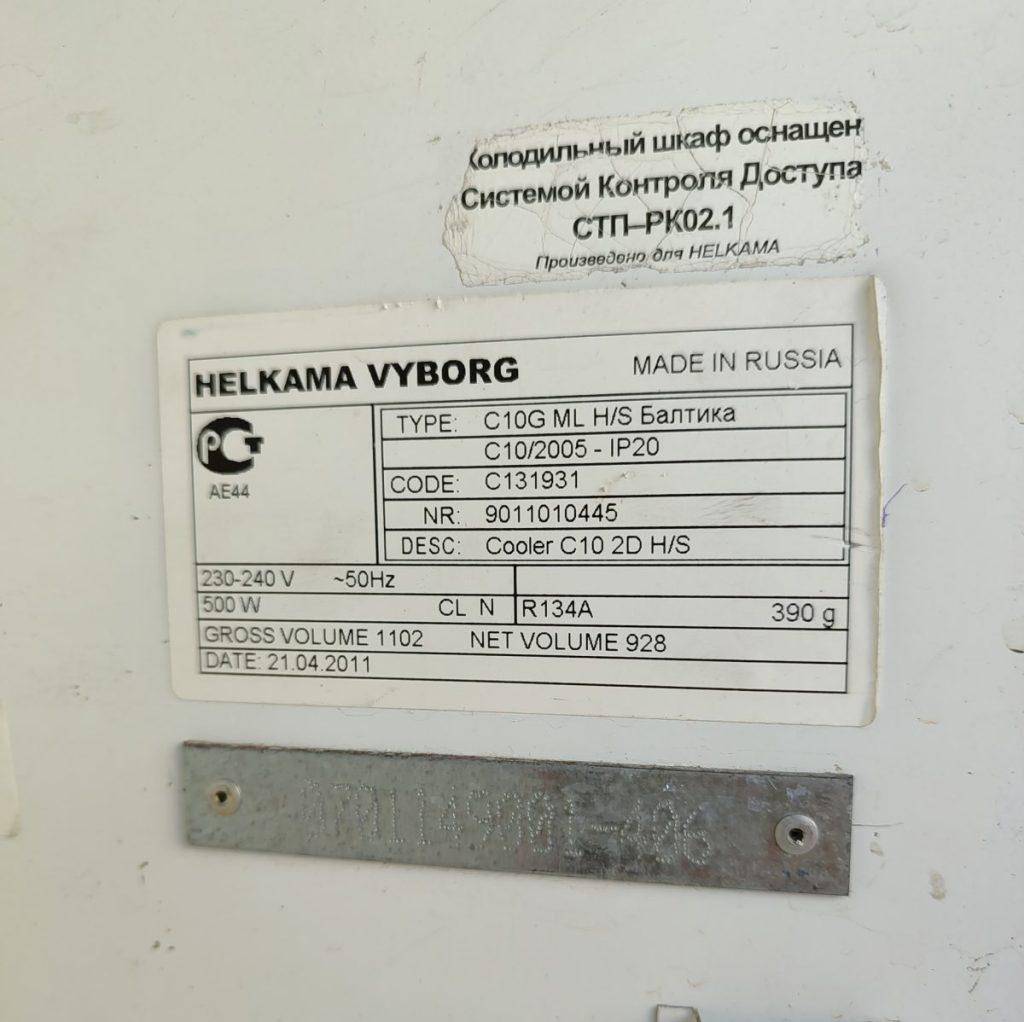 Холодильный шкаф оснащен
Системой Контроля Доступа
СТП–РК02.1
Произведено для HELKAMA
HELKAMA VYBORG MADE IN RUSSIA
РСТ
АЕ44
TYPE: C10G ML H/S Балтика
C10/2005 - IP20
CODE: C131931
NR: 9011010445
DESC: Cooler C10 2D H/S
230-240 V ~50Hz
500 W CL N R134A 390 g
GROSS VOLUME 1102 NET VOLUME 928
DATE: 21.04.2011